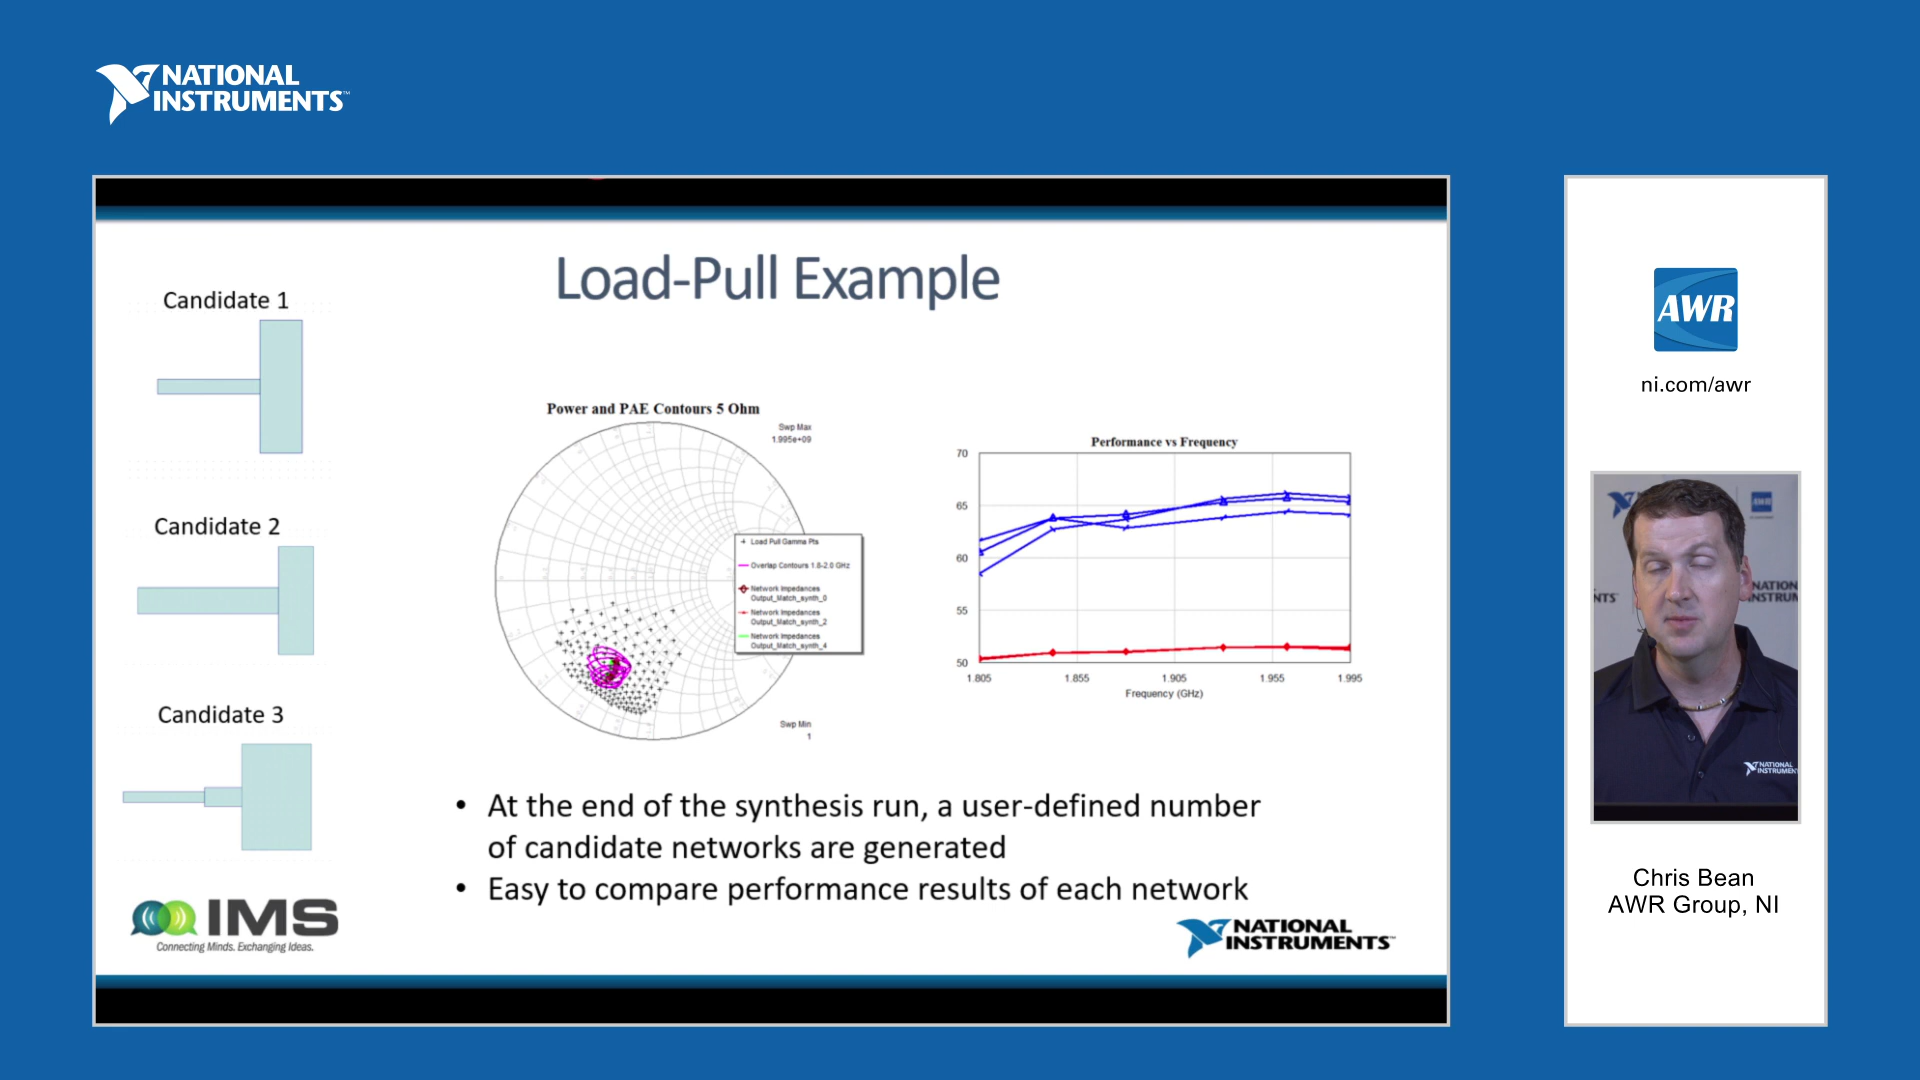 NATIONAL
INSTRUMENTS™
Load-Pull Example
Candidate 1
Candidate 2
Candidate 3
Power and PAE Contours 5 Ohm
Swp Max
1.995e+09
Load Pull Gamma Pts
Overlap Contours 1.8-2.0 GHz
Network Impedances
Output_Match_synth_0
Network Impedances
Output_Match_synth_2
Network Impedances
Output_Match_synth_4
Swp Min
1
Performance vs Frequency
70
65
60
55
50
1.805
1.855
1.905
1.955
1.995
Frequency (GHz)
• At the end of the synthesis run, a user-defined number
of candidate networks are generated
• Easy to compare performance results of each network
IMS
Connecting Minds. Exchanging Ideas.
NATIONAL
INSTRUMENTS™
AWR
ni.com/awr
NATIONAL
INSTRUMEN
Chris Bean
AWR Group, NI